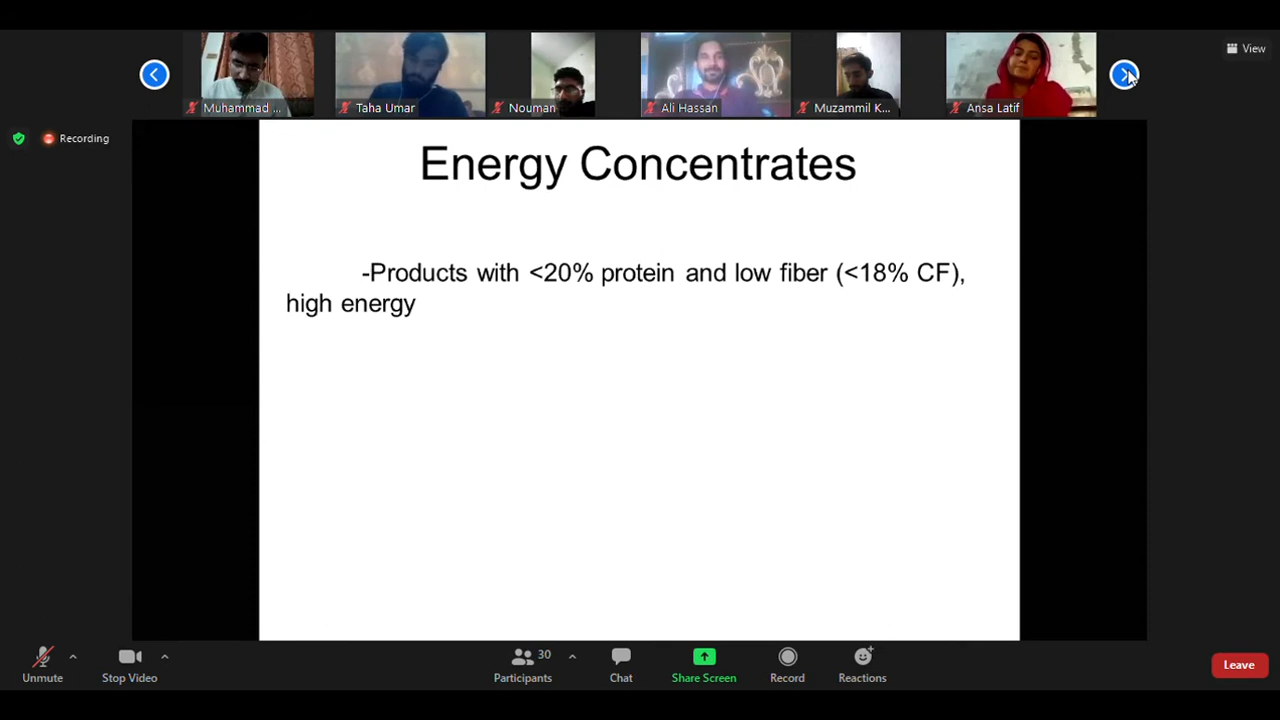 View
Muhammad ...
Taha Umar
Nouman
Ali Hassan
Muzammil K...
Ansa Latif
Recording
Energy Concentrates
-Products with <20% protein and low fiber (<18% CF),
high energy
Unmute
Stop Video
30
Participants
Chat
Share Screen
Record
Reactions
Leave